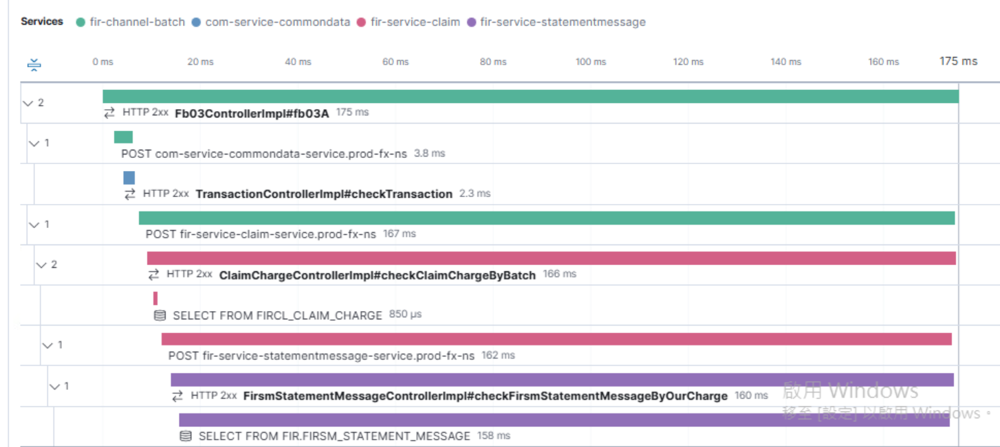 Services fir-channel-batch com-service-commondata fir-service-claim fir-service-statementmessage
0 ms 20 ms 40 ms 60 ms 80 ms 100 ms 120 ms 140 ms 160 ms 175 ms
2
HTTP 2xx Fb03ControllerImpl#fb03A 175 ms
1
POST com-service-commondata-service.prod-fx-ns 3.8 ms
HTTP 2xx TransactionControllerImpl#checkTransaction 2.3 ms
1
POST fir-service-claim-service.prod-fx-ns 167 ms
2
HTTP 2xx ClaimChargeControllerImpl#checkClaimChargeByBatch 166 ms
SELECT FROM FIRCL_CLAIM_CHARGE 850 μs
1
POST fir-service-statementmessage-service.prod-fx-ns 162 ms
1
HTTP 2xx FirsmStatementMessageControllerImpl#checkFirsmStatementMessageByOurCharge 160 ms
啟用 Windows
移至 [設定] 以啟用 Windows。
SELECT FROM FIR.FIRSM_STATEMENT_MESSAGE 158 ms